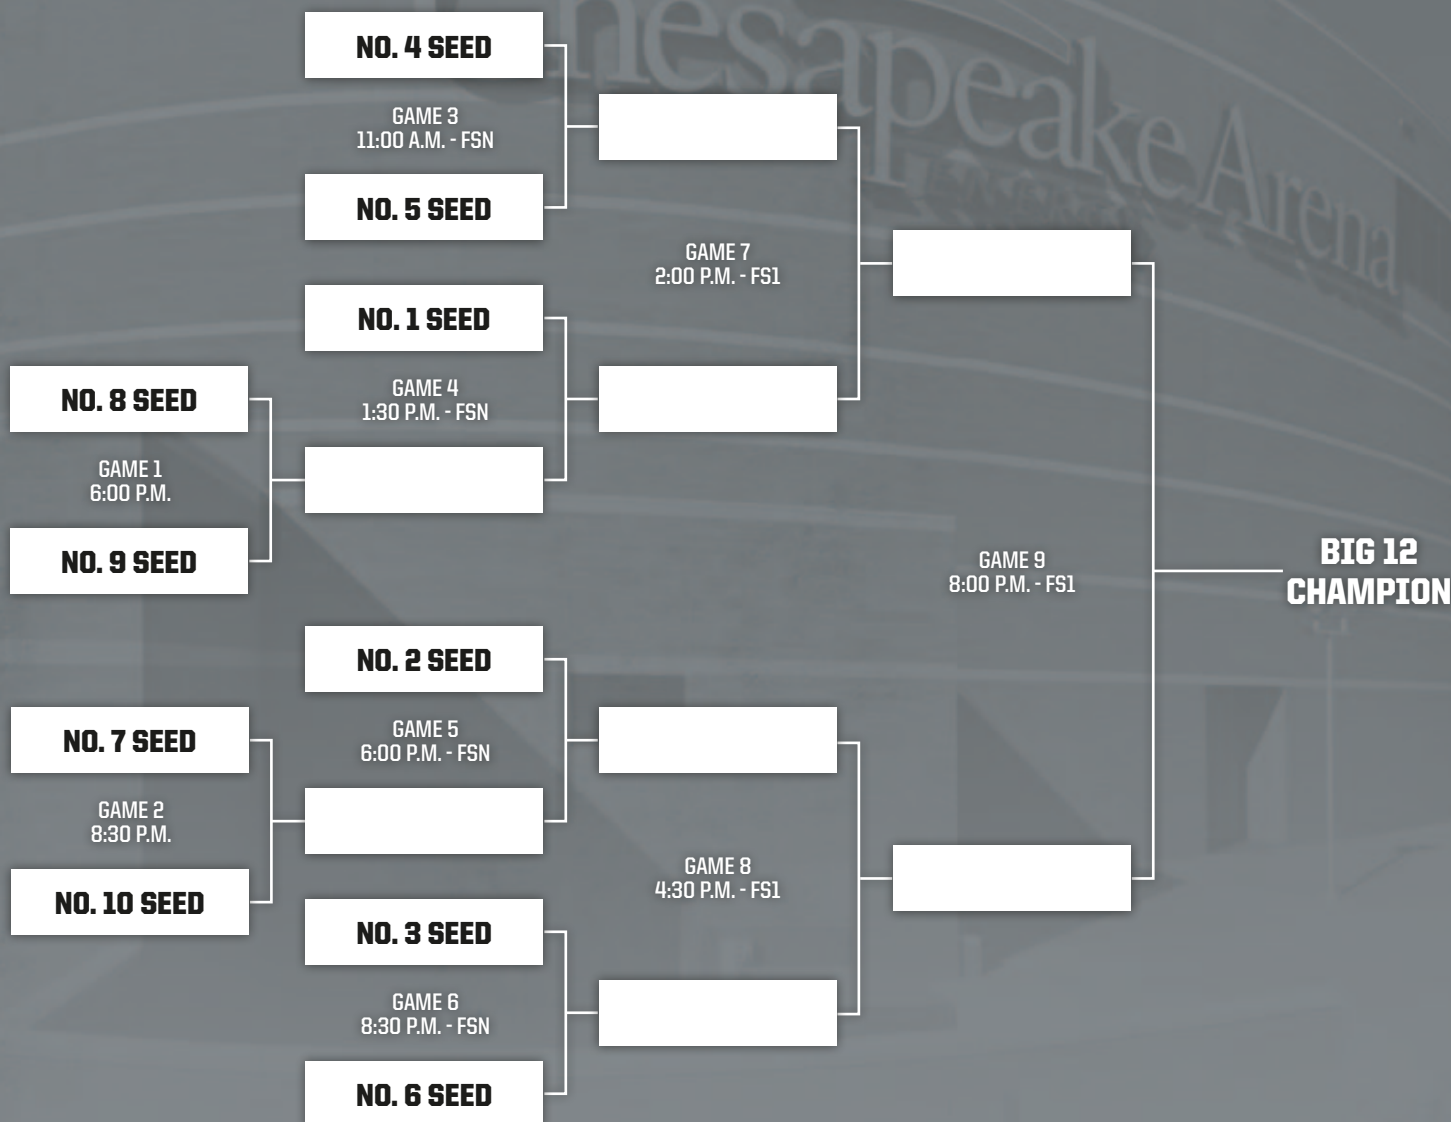 hesapeake Arena
NO. 4 SEED
GAME 3
11:00 A.M. - FSN
NO. 5 SEED
GAME 7
2:00 P.M. - FS1
NO. 1 SEED
GAME 4
1:30 P.M. - FSN
NO. 8 SEED
GAME 1
6:00 P.M.
NO. 9 SEED
GAME 9
8:00 P.M. - FS1
BIG 12
CHAMPION
NO. 2 SEED
GAME 5
6:00 P.M. - FSN
NO. 7 SEED
GAME 2
8:30 P.M.
NO. 10 SEED
GAME 8
4:30 P.M. - FS1
NO. 3 SEED
GAME 6
8:30 P.M. - FSN
NO. 6 SEED